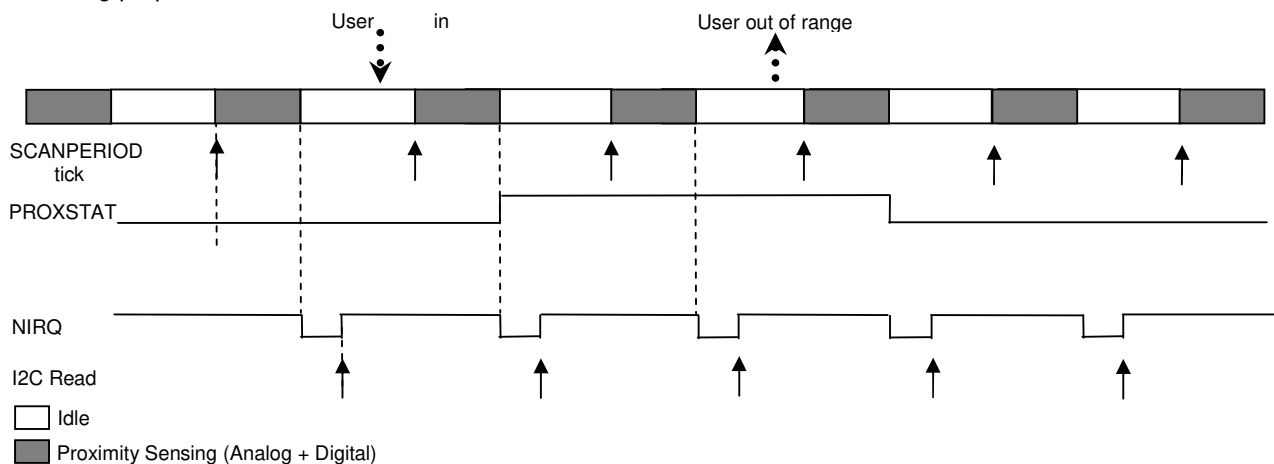 User in
User out of range
SCANPERIOD
tick
PROXSTAT
NIRQ
I2C Read
Idle
Proximity Sensing (Analog + Digital)